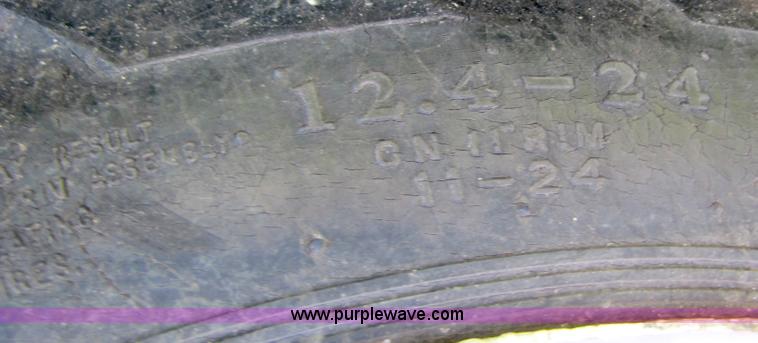 12.4-24
ON 11 RIM
11-24
RESULT
RIM ASSEMBLY.
www.purplewave.com